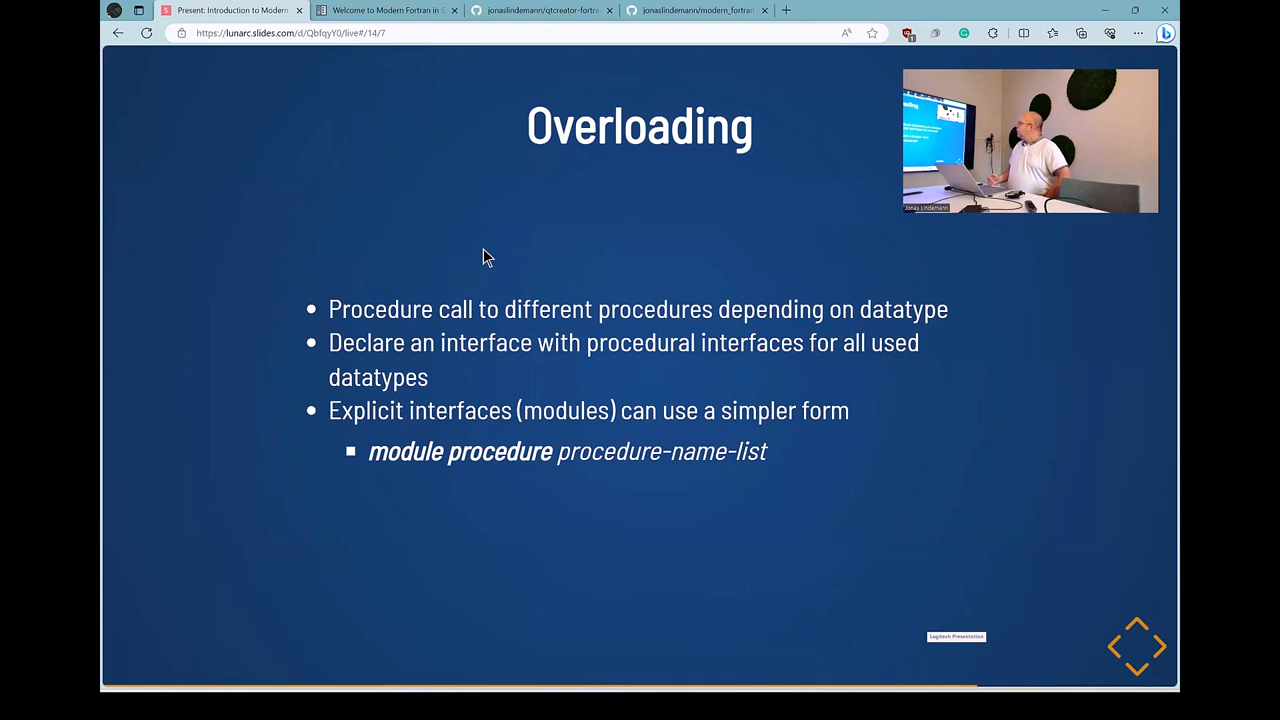 Present: Introduction to Modern
Welcome to Modern Fortran in S
jonaslindemann/qtcreator-fortra
jonaslindemann/modern_fortran
https://lunarc.slides.com/d/QbfqyY0/live#/14/7
Overloading
Jonas Lindemann
Procedure call to different procedures depending on datatype
Declare an interface with procedural interfaces for all used
datatypes
Explicit interfaces (modules) can use a simpler form
module procedure procedure-name-list
Logitech Presentation